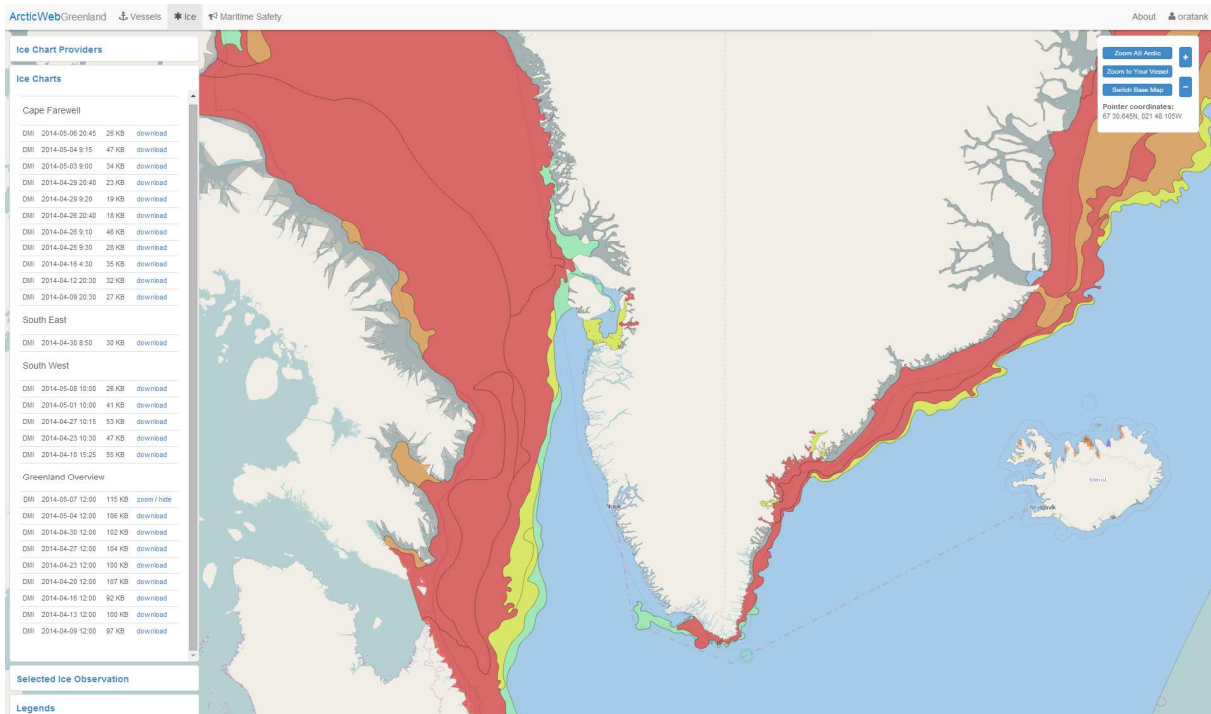 ArcticWebGreenland Vessels Ice Maritime Safety About oratank
Ice Chart Providers
Ice Charts
Cape Farewell
DMI 2014-05-06 20:45 26 KB download
DMI 2014-05-04 9:15 47 KB download
DMI 2014-05-03 9:00 34 KB download
DMI 2014-04-29 20:40 23 KB download
DMI 2014-04-29 9:20 19 KB download
DMI 2014-04-26 20:40 18 KB download
DMI 2014-04-26 9:10 46 KB download
DMI 2014-04-25 9:30 28 KB download
DMI 2014-04-16 4:30 35 KB download
DMI 2014-04-12 20:30 32 KB download
DMI 2014-04-09 20:30 27 KB download
South East
DMI 2014-04-30 8:50 30 KB download
South West
DMI 2014-05-08 10:00 26 KB download
DMI 2014-05-01 10:00 41 KB download
DMI 2014-04-27 10:15 53 KB download
DMI 2014-04-23 10:30 47 KB download
DMI 2014-04-10 15:25 55 KB download
Greenland Overview
DMI 2014-05-07 12:00 115 KB zoom / hide
DMI 2014-05-04 12:00 106 KB download
DMI 2014-04-30 12:00 102 KB download
DMI 2014-04-27 12:00 104 KB download
DMI 2014-04-23 12:00 100 KB download
DMI 2014-04-20 12:00 107 KB download
DMI 2014-04-16 12:00 92 KB download
DMI 2014-04-13 12:00 100 KB download
DMI 2014-04-09 12:00 97 KB download
Selected Ice Observation
Legends
Zoom All Arctic
+
Zoom to Your Vessel
Switch Base Map
−
Pointer coordinates:
67 30.645N, 021 48.105W
Nuuk
Reykjavík